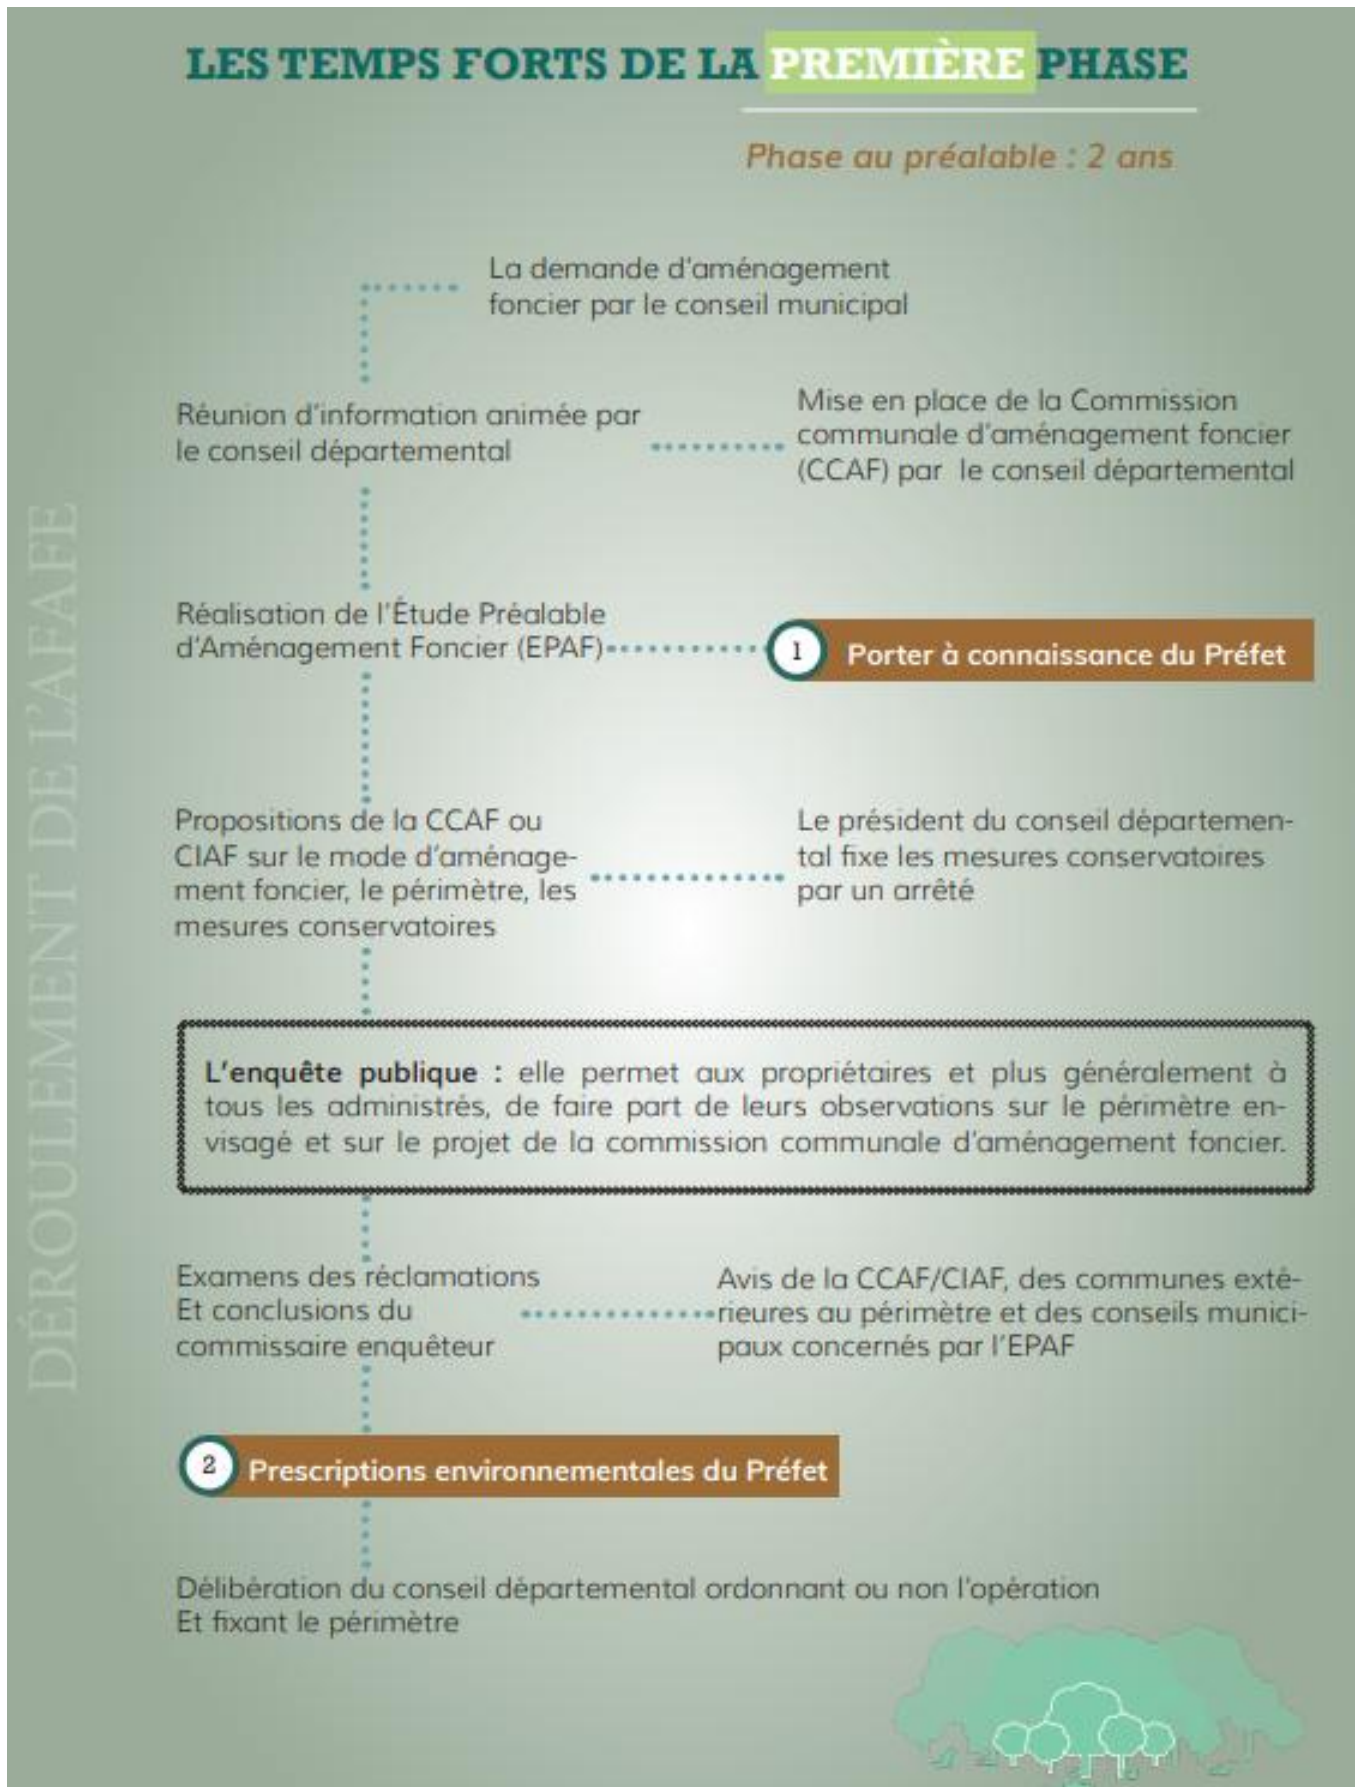 LES TEMPS FORTS DE LA PREMIÈRE PHASE
Phase au préalable : 2 ans
La demande d'aménagement
foncier par le conseil municipal
Réunion d'information animée par
le conseil départemental
Mise en place de la Commission
communale d'aménagement foncier
(CCAF) par le conseil départemental
Réalisation de l'Étude Préalable
d'Aménagement Foncier (EPAF)
1 Porter à connaissance du Préfet
Propositions de la CCAF ou
CIAF sur le mode d'aménage-
ment foncier, le périmètre, les
mesures conservatoires
Le président du conseil départemen-
tal fixe les mesures conservatoires
par un arrêté
L'enquête publique : elle permet aux propriétaires et plus généralement à
tous les administrés, de faire part de leurs observations sur le périmètre en-
visagé et sur le projet de la commission communale d'aménagement foncier.
Examens des réclamations
Et conclusions du
commissaire enquêteur
Avis de la CCAF/CIAF, des communes exté-
rieures au périmètre et des conseils munici-
paux concernés par l'EPAF
2 Prescriptions environnementales du Préfet
Délibération du conseil départemental ordonnant ou non l'opération
Et fixant le périmètre
DÉROULEMENT DE L'AFAFE